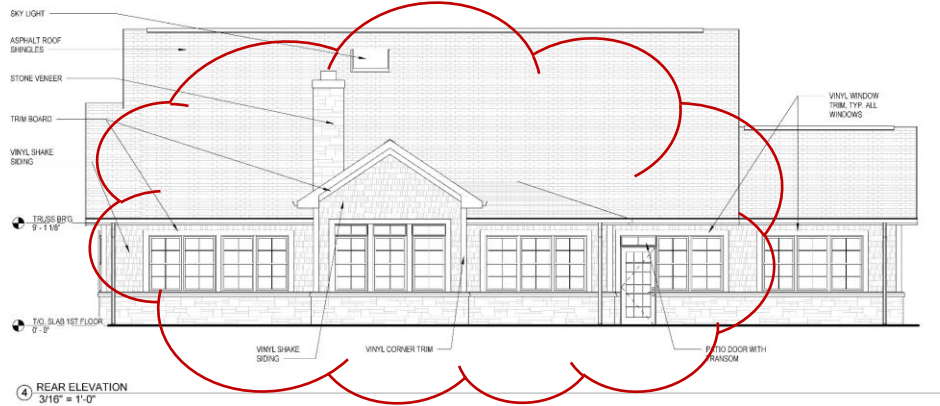 SKY LIGHT
ASPHALT ROOF
SHINGLES
STONE VENEER
TRIM BOARD
VINYL SHAKE
SIDING
VINYL WINDOW
TRIM, TYP. ALL
WINDOWS
TRUSS BR'G
9' - 1 1/8"
T/O. SLAB 1ST FLOOR
0' - 0"
VINYL SHAKE
SIDING
VINYL CORNER TRIM
PATIO DOOR WITH
TRANSOM
4 REAR ELEVATION
3/16" = 1'-0"